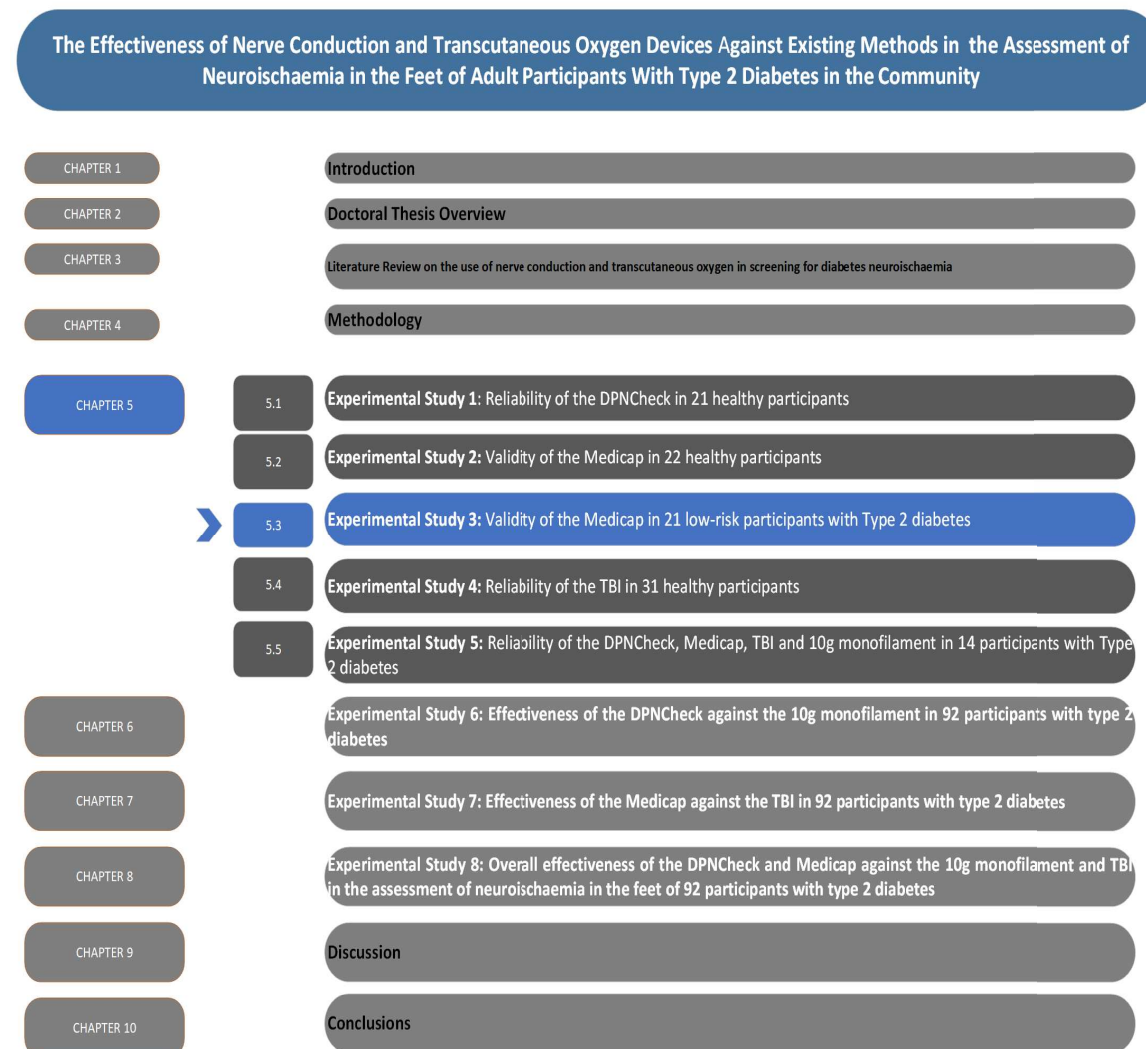 The Effectiveness of Nerve Conduction and Transcutaneous Oxygen Devices Against Existing Methods in the Assessment of
Neuroischaemia in the Feet of Adult Participants With Type 2 Diabetes in the Community
CHAPTER 1
Introduction
CHAPTER 2
Doctoral Thesis Overview
CHAPTER 3
Literature Review on the use of nerve conduction and transcutaneous oxygen in screening for diabetes neuroischaemia
CHAPTER 4
Methodology
CHAPTER 5
5.1
Experimental Study 1: Reliability of the DPNCheck in 21 healthy participants
5.2
Experimental Study 2: Validity of the Medicap in 22 healthy participants
5.3
Experimental Study 3: Validity of the Medicap in 21 low-risk participants with Type 2 diabetes
5.4
Experimental Study 4: Reliability of the TBI in 31 healthy participants
5.5
Experimental Study 5: Reliability of the DPNCheck, Medicap, TBI and 10g monofilament in 14 participants with Type
2 diabetes
CHAPTER 6
Experimental Study 6: Effectiveness of the DPNCheck against the 10g monofilament in 92 participants with type 2
diabetes
CHAPTER 7
Experimental Study 7: Effectiveness of the Medicap against the TBI in 92 participants with type 2 diabetes
CHAPTER 8
Experimental Study 8: Overall effectiveness of the DPNCheck and Medicap against the 10g monofilament and TBI
in the assessment of neuroischaemia in the feet of 92 participants with type 2 diabetes
CHAPTER 9
Discussion
CHAPTER 10
Conclusions